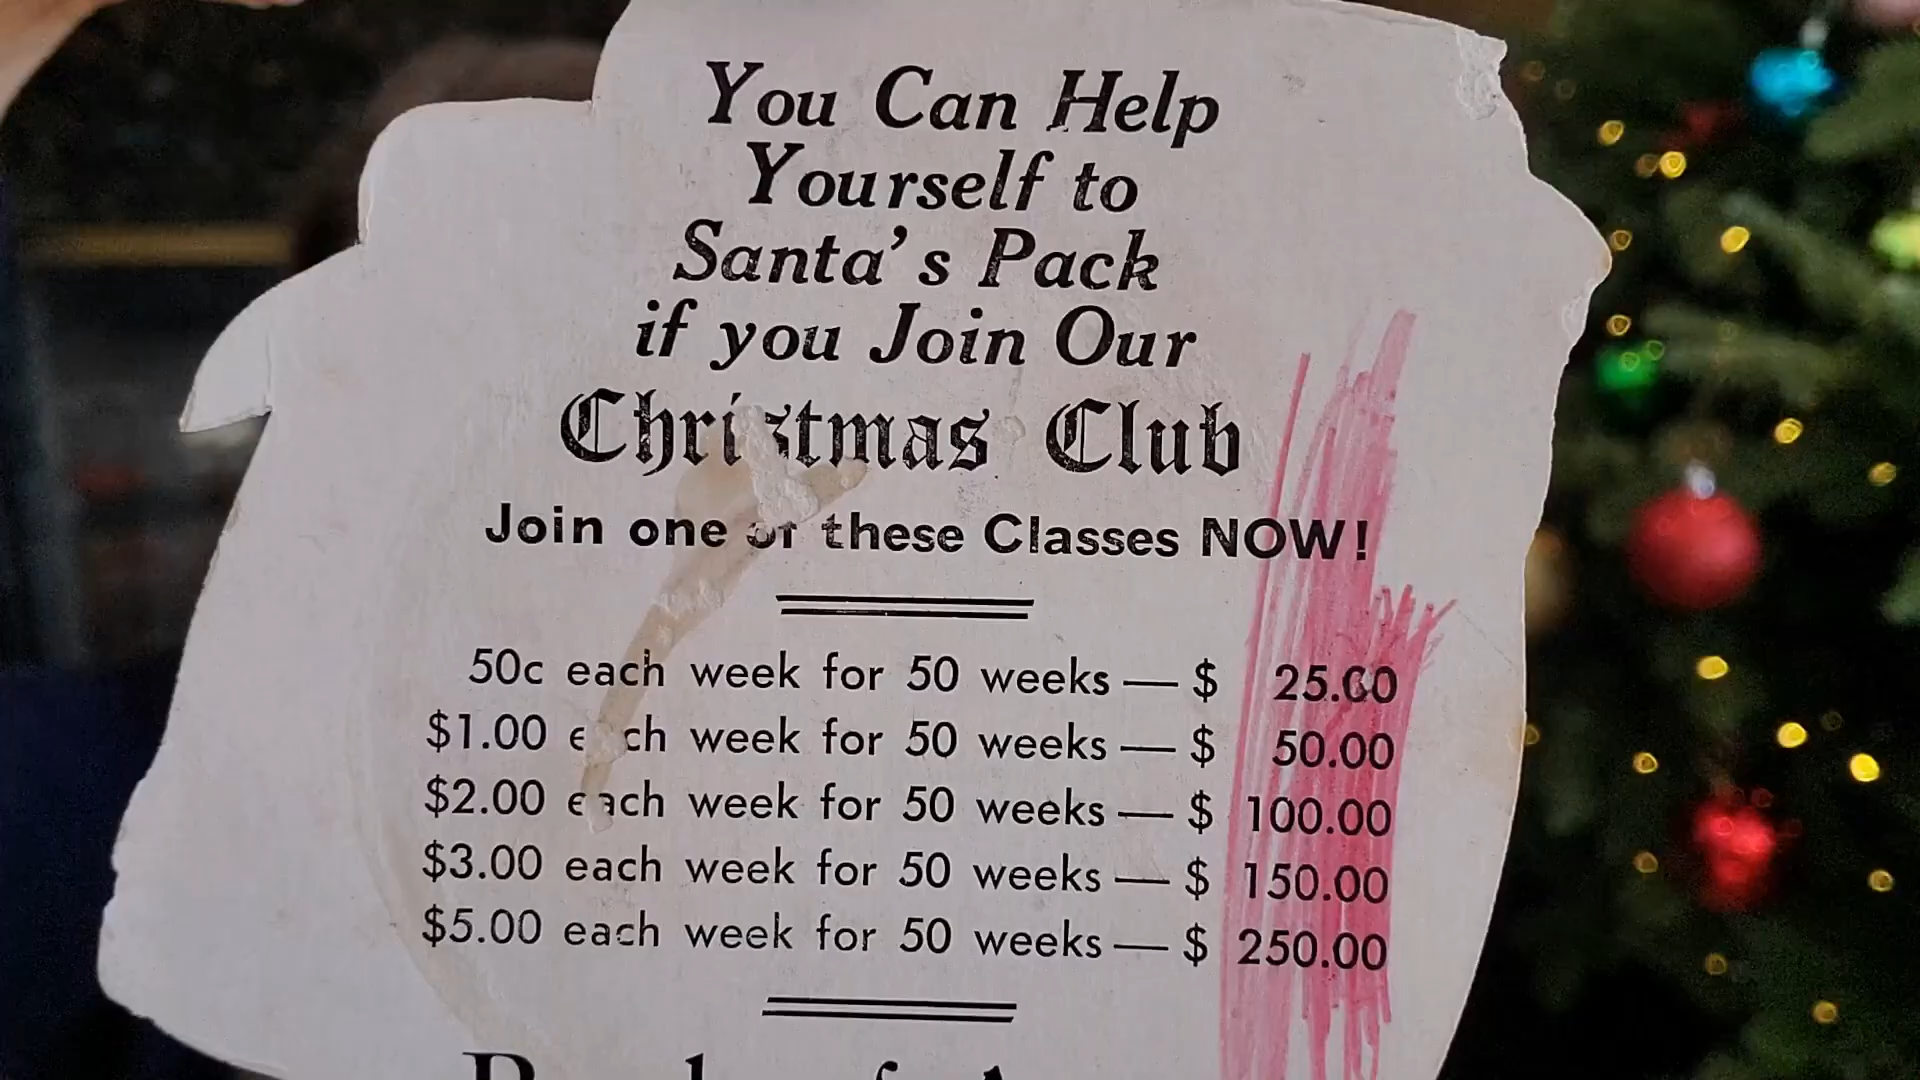 You Can Help
Yourself to
Santa's Pack
if you Join Our
Christmas Club
Join one of these Classes NOW!
50c each week for 50 weeks — $ 25.00
$1.00 each week for 50 weeks — $ 50.00
$2.00 each week for 50 weeks — $ 100.00
$3.00 each week for 50 weeks — $ 150.00
$5.00 each week for 50 weeks — $ 250.00